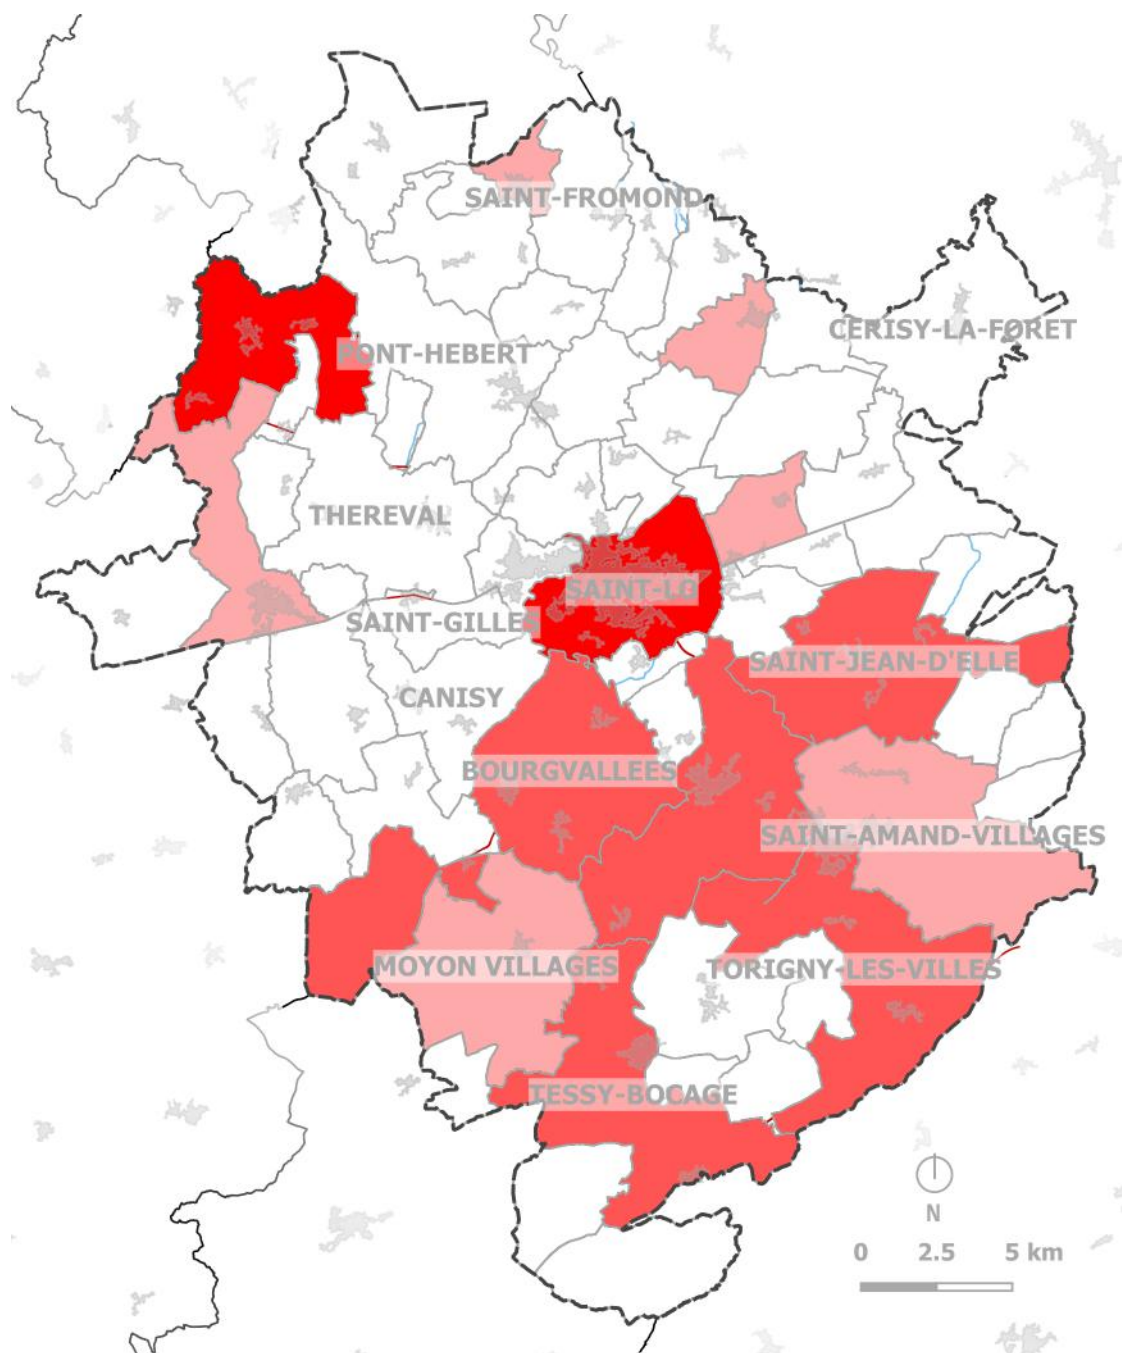 SAINT-FROMOND
CERISY-LA-FORET
PONT-HEBERT
THEREVAL
SAINT-LO
SAINT-GILLES
SAINT-JEAN-D'ELLE
CANISY
BOURGVALLEES
SAINT-AMAND-VILLAGES
MOYON VILLAGES
TORIGNY-LES-VILLES
TESSY-BOCAGE
N
0 2.5 5 km